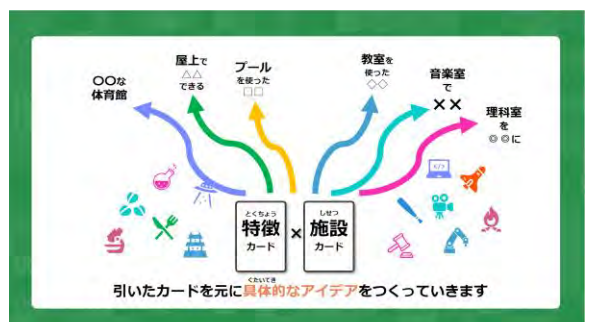 〇〇な
体育館
屋上で
△△
できる
プール
を使った
□□
教室を
使った
◇◇
音楽室
で
××
理科室
を
◎◎に
</>
とくちょう
特徴
カード
×
しせつ
施設
カード
ぐたいてき
引いたカードを元に具体的なアイデアをつくっていきます